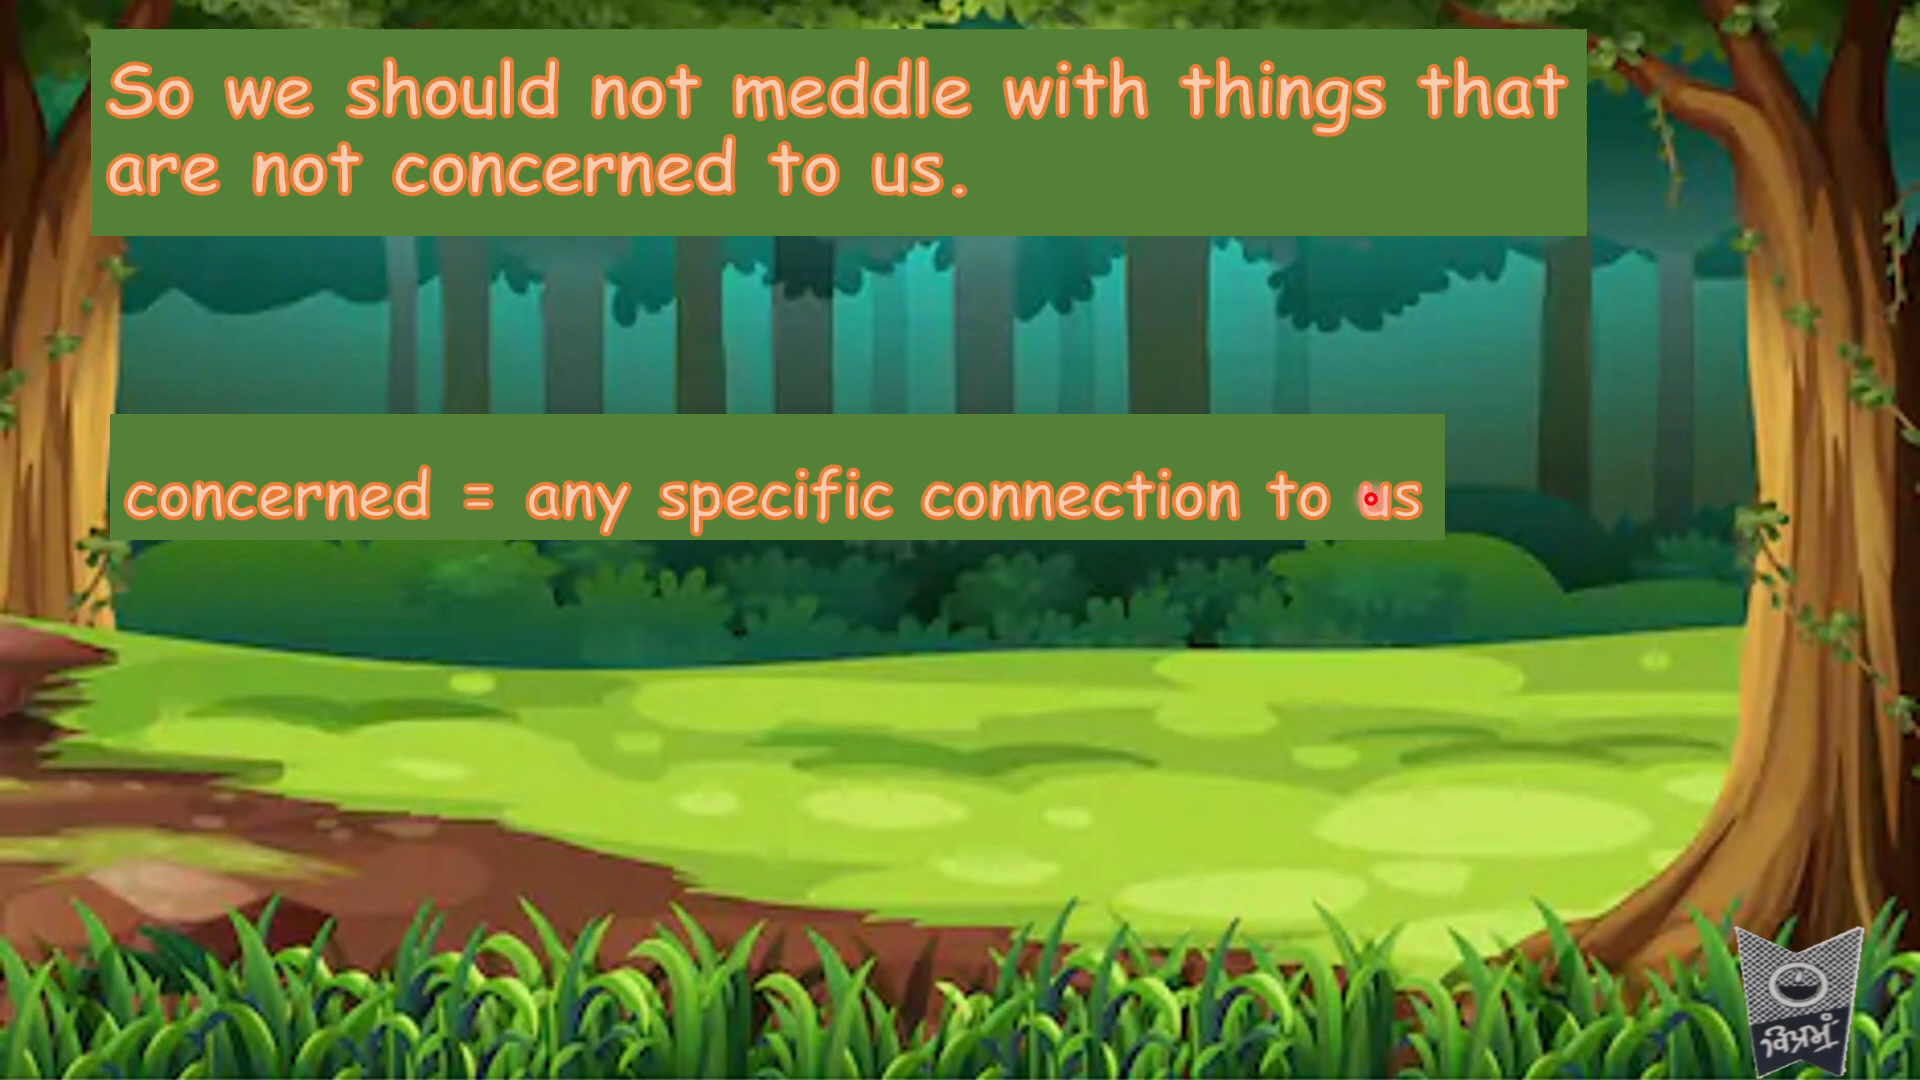 So we should not meddle with things that
are not concerned to us.
concerned = any specific connection to us